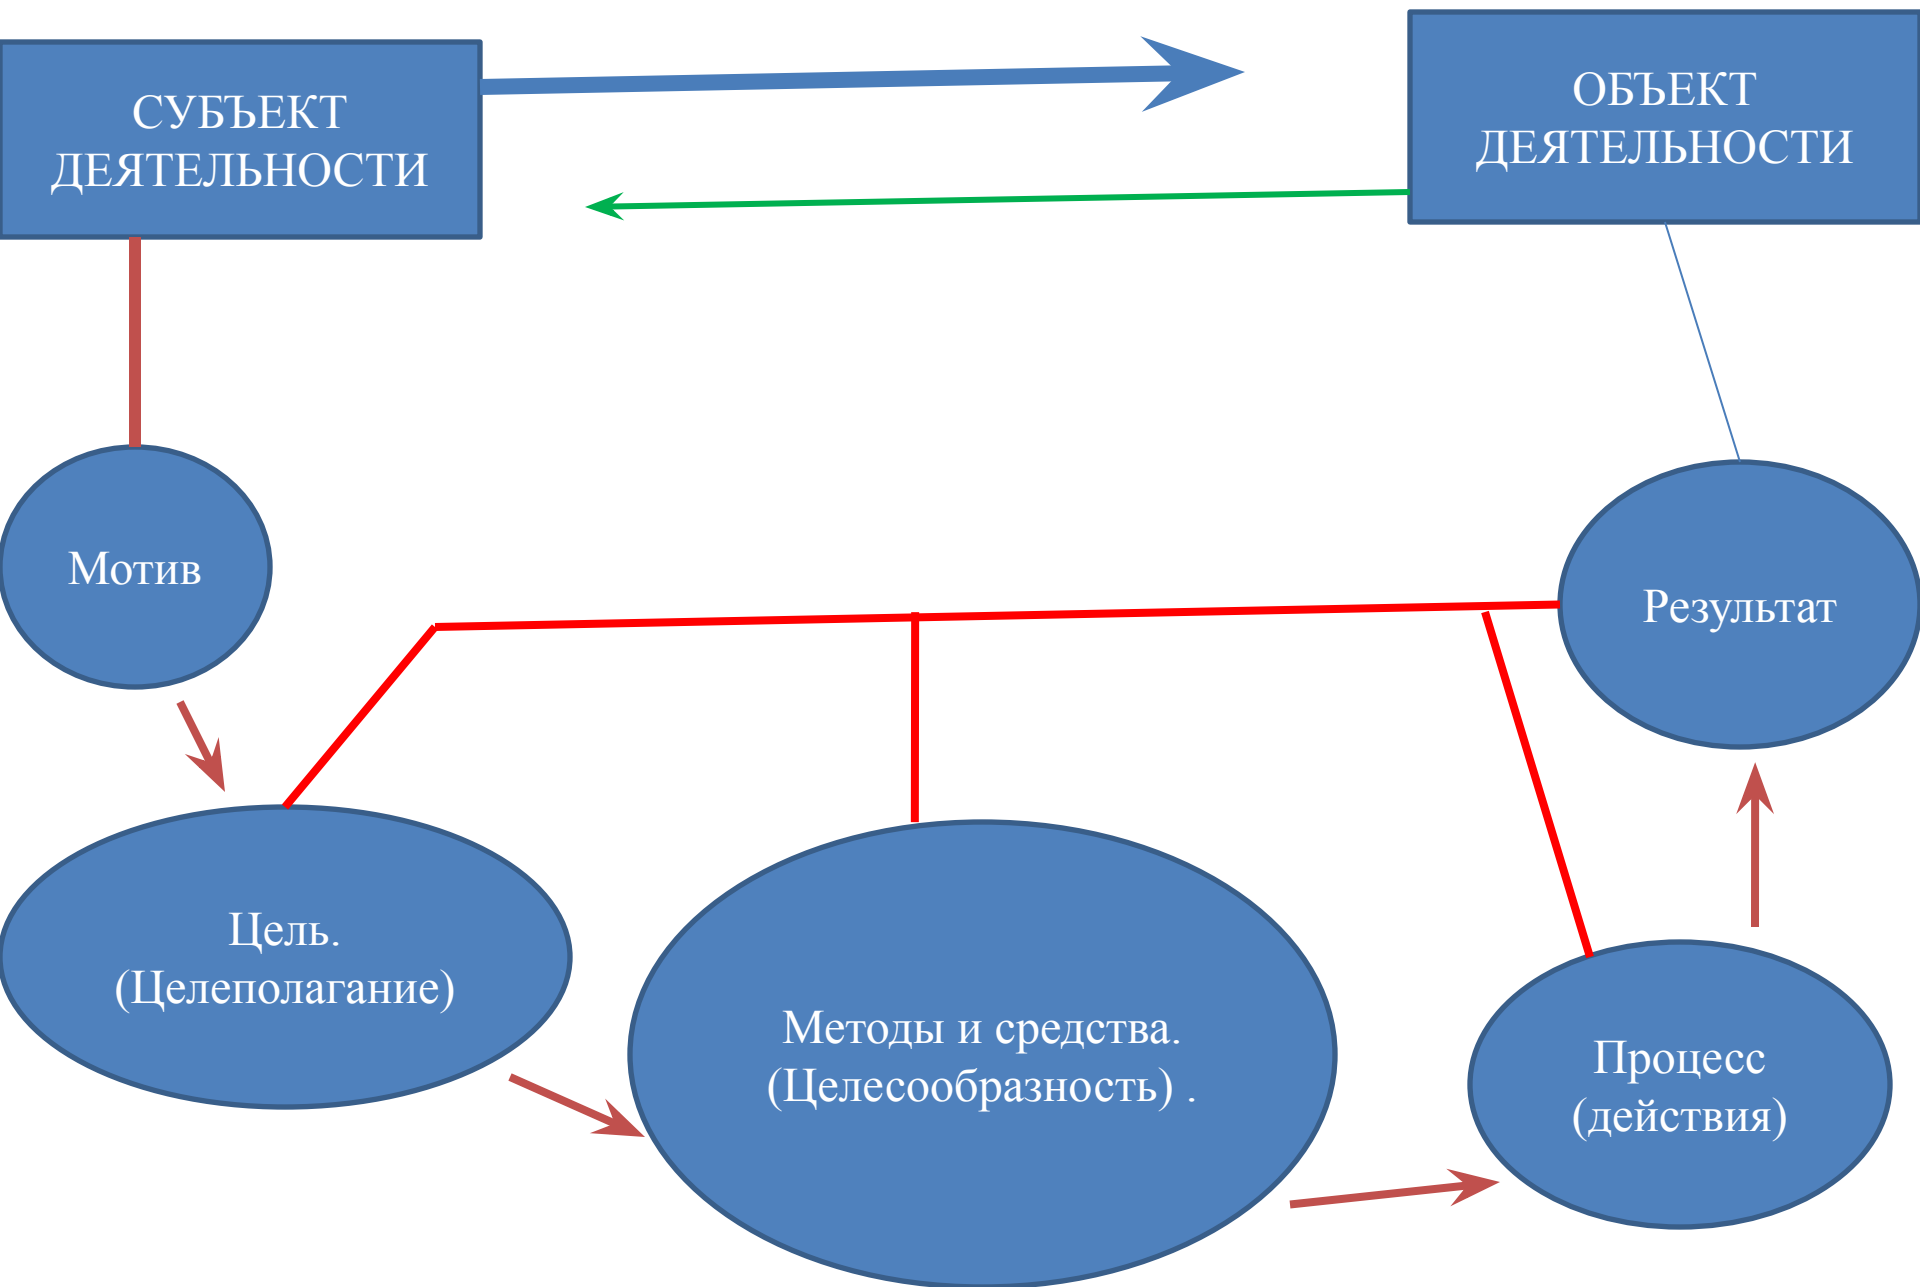 СУБЪЕКТ
ДЕЯТЕЛЬНОСТИ
ОБЪЕКТ
ДЕЯТЕЛЬНОСТИ
Мотив
Результат
Цель.
(Целеполагание)
Методы и средства.
(Целесообразность) .
Процесс
(действия)